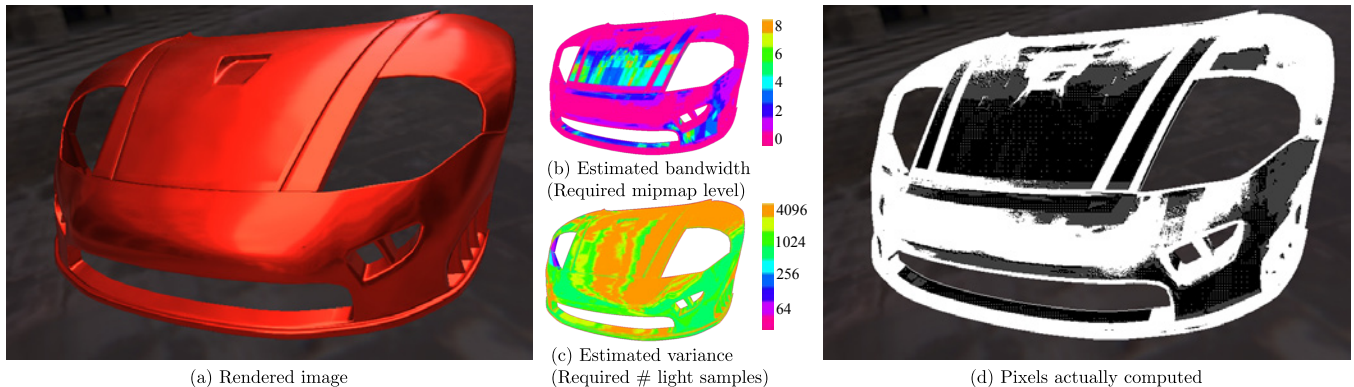 8
6
4
2
0
(b) Estimated bandwidth
(Required mipmap level)
4096
1024
256
64
(c) Estimated variance
(Required # light samples)
(a) Rendered image
(d) Pixels actually computed